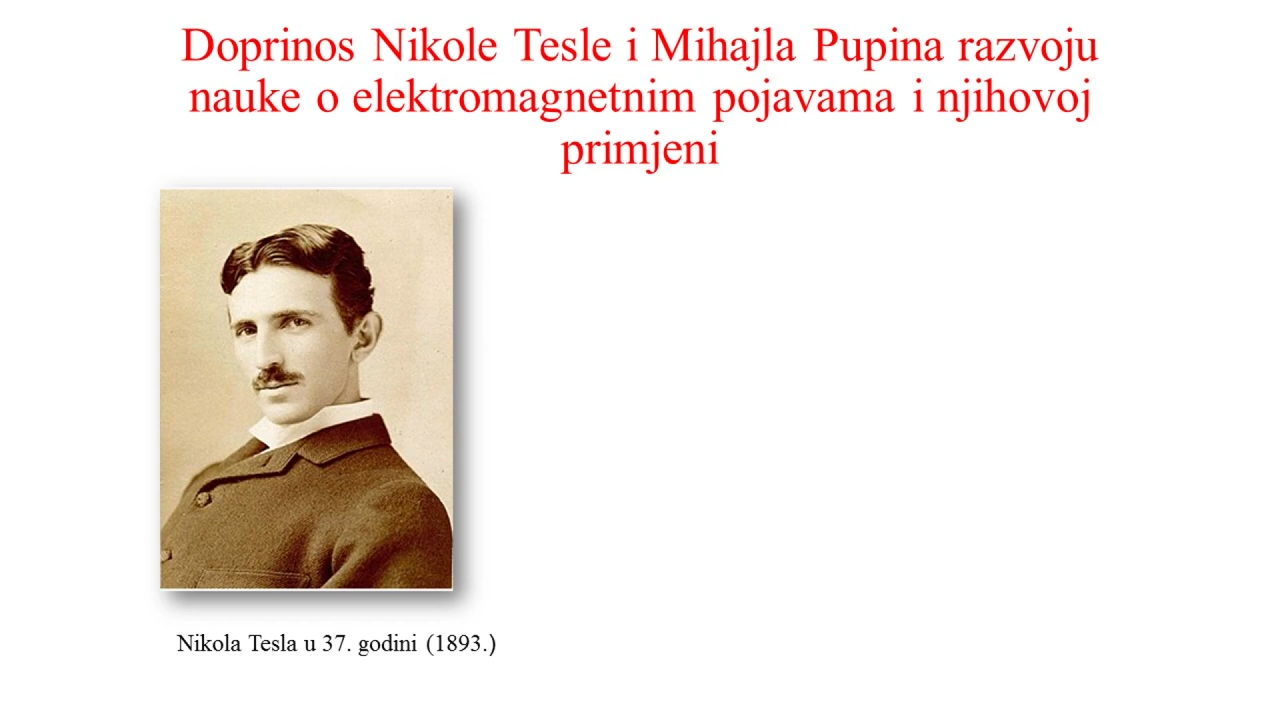 Doprinos Nikole Tesle i Mihajla Pupina razvoju
nauke o elektromagnetnim pojavama i njihovoj
primjeni
Nikola Tesla u 37. godini (1893.)